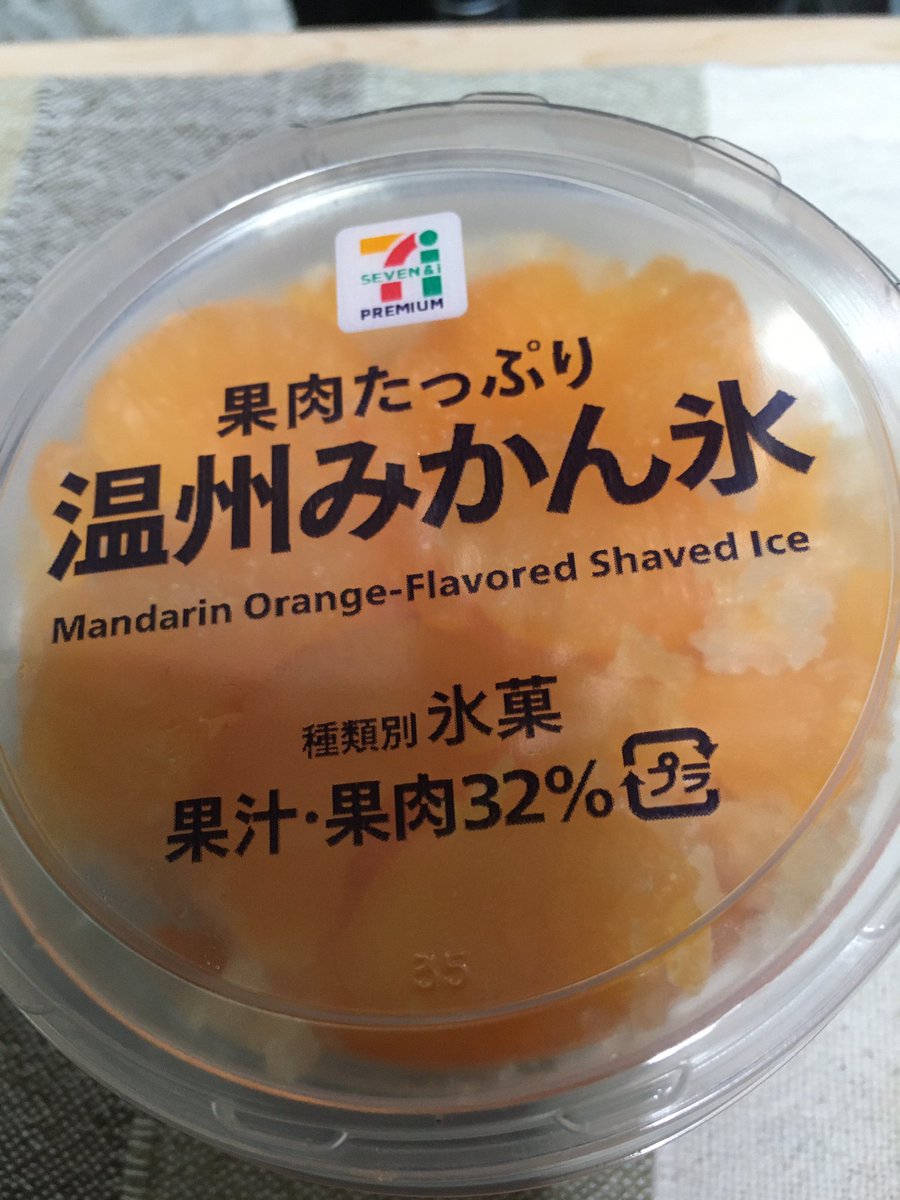 SEVEN&i
PREMIUM
果肉たっぷり
温州みかん氷
Mandarin Orange-Flavored Shaved Ice
種類別 氷菓
果汁・果肉32% プラ
35